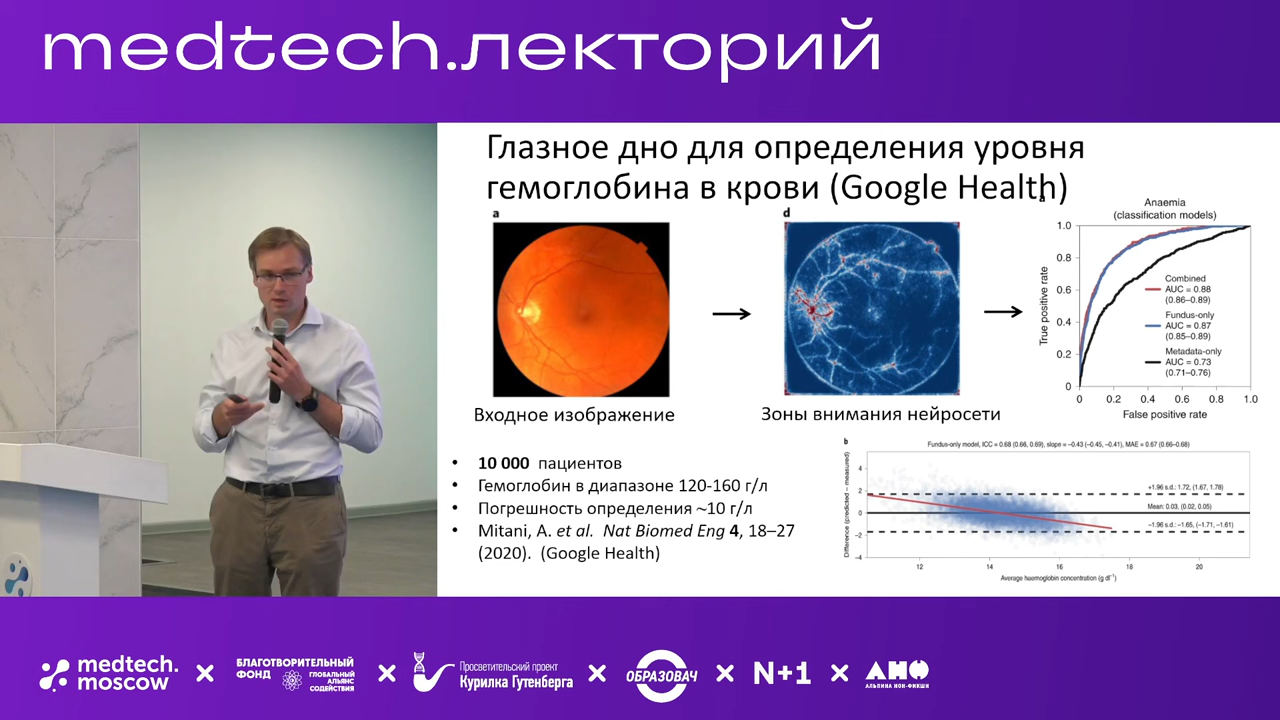 medtech.лекторий
Глазное дно для определения уровня
гемоглобина в крови (Google Health)
a
d
a
Anaemia
(classification models)
1.0
0.8
0.6
0.4
0.2
0
True positive rate
Combined
AUC = 0.88
(0.86–0.89)
Fundus-only
AUC = 0.87
(0.85–0.89)
Metadata-only
AUC = 0.73
(0.71–0.76)
0 0.2 0.4 0.6 0.8 1.0
False positive rate
Входное изображение
Зоны внимания нейросети
• 10 000 пациентов
• Гемоглобин в диапазоне 120-160 г/л
• Погрешность определения ~10 г/л
• Mitani, A. et al. Nat Biomed Eng 4, 18–27
(2020). (Google Health)
b
Fundus-only model, ICC = 0.68 (0.66, 0.69), slope = –0.43 (–0.45, –0.41), MAE = 0.67 (0.66–0.68)
Difference (predicted – measured)
4
2
0
–2
–4
+1.96 s.d.: 1.72, (1.67, 1.78)
Mean: 0.03, (0.02, 0.05)
–1.96 s.d.: –1.65, (–1.71, –1.61)
12 14 16 18 20
Average haemoglobin concentration (g dl⁻¹)
medtech.
moscow
×
БЛАГОТВОРИТЕЛЬНЫЙ
ФОНД
ГЛОБАЛЬНЫЙ
АЛЬЯНС
СОДЕЙСТВИЯ
×
Просветительский проект
Курилка Гутенберга
×
ОБРАЗОВАЧ
×
N+1
×
АНФ
АЛЬПИНА НОН-ФИКШН